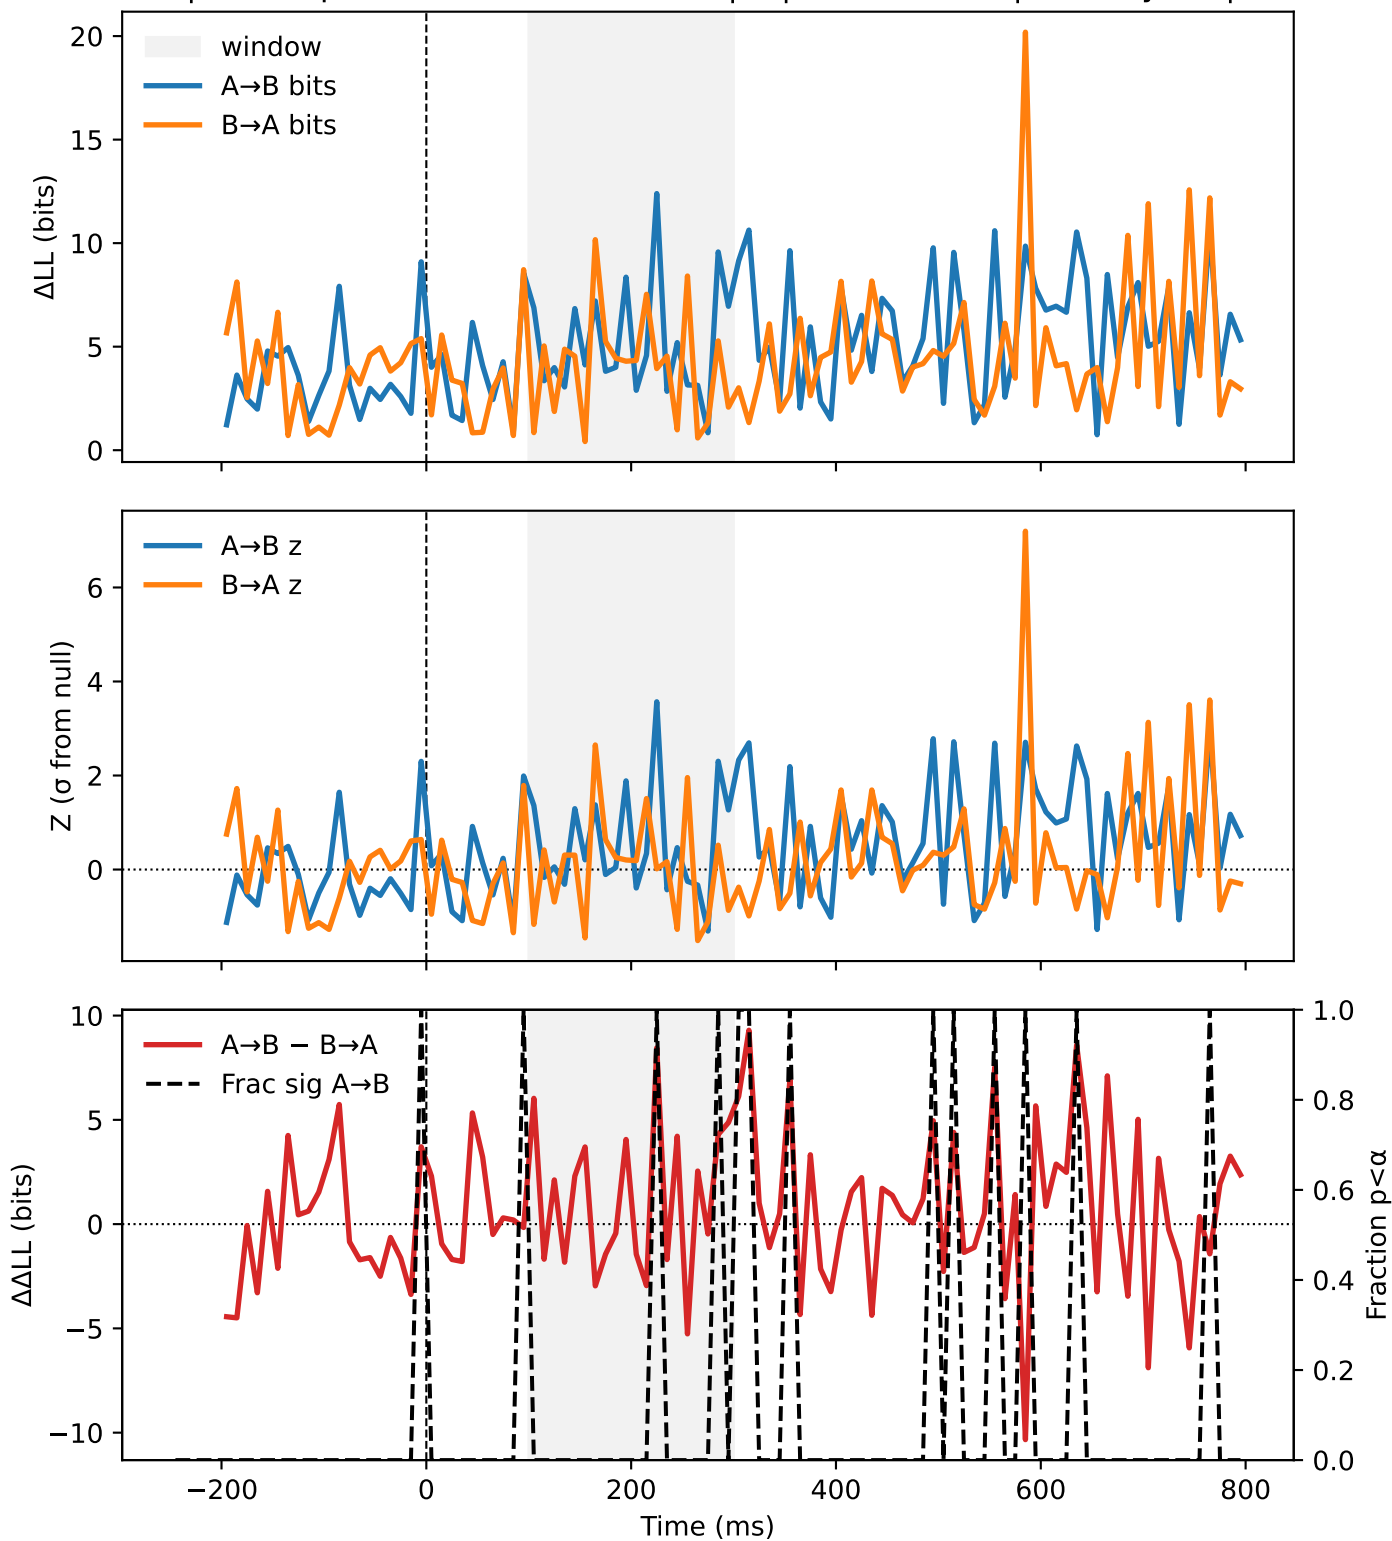 20
15
10
5
0
ΔLL (bits)
window
A→B bits
B→A bits
6
4
2
0
Z (σ from null)
A→B z
B→A z
10
5
0
−5
−10
ΔΔLL (bits)
A→B − B→A
Frac sig A→B
1.0
0.8
0.6
0.4
0.2
0.0
Fraction p<α
−200 0 200 400 600 800
Time (ms)